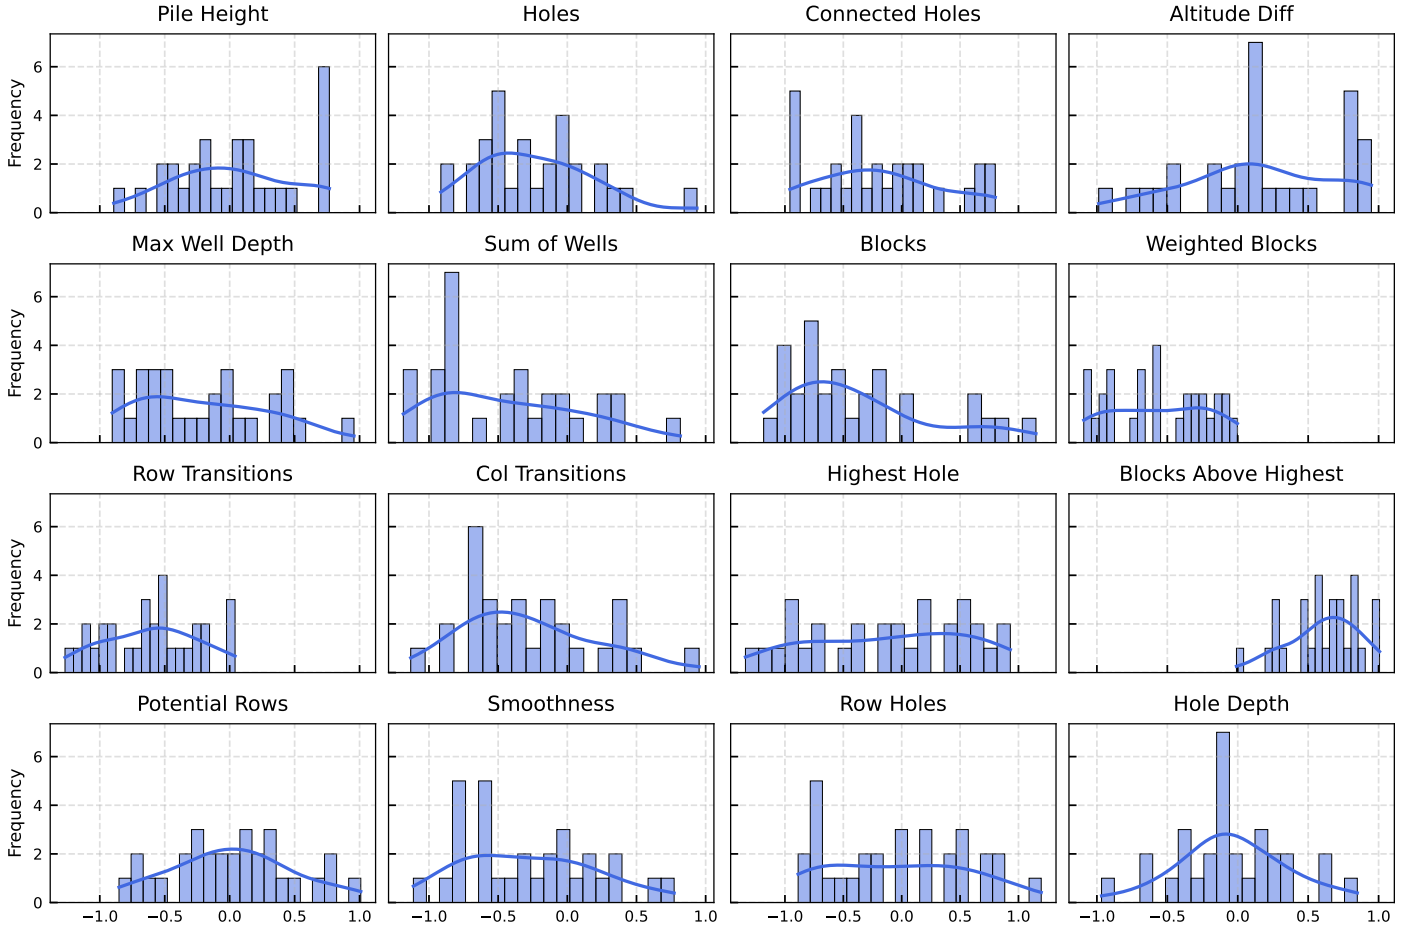 Pile Height Holes Connected Holes Altitude Diff
6
4
2
0
Frequency
Max Well Depth Sum of Wells Blocks Weighted Blocks
6
4
2
0
Frequency
Row Transitions Col Transitions Highest Hole Blocks Above Highest
6
4
2
0
Frequency
Potential Rows Smoothness Row Holes Hole Depth
6
4
2
0
Frequency
−1.0 −0.5 0.0 0.5 1.0 −1.0 −0.5 0.0 0.5 1.0 −1.0 −0.5 0.0 0.5 1.0 −1.0 −0.5 0.0 0.5 1.0